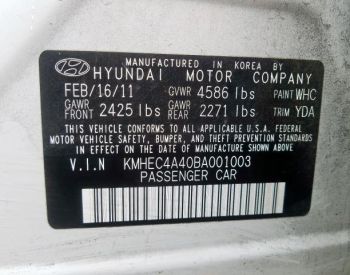 MANUFACTURED IN KOREA BY
HYUNDAI MOTOR COMPANY
FEB/16/11 GVWR 4586 lbs PAINT WHC
GAWR FRONT 2425 lbs GAWR REAR 2271 lbs TRIM YDA
THIS VEHICLE CONFORMS TO ALL APPLICABLE U.S.A. FEDERAL
MOTOR VEHICLE SAFETY, BUMPER, AND THEFT PREVENTION STANDARDS
IN EFFECT ON THE DATE OF MANUFACTURE SHOWN ABOVE.
V.I.N KMHEC4A40BA001003
PASSENGER CAR